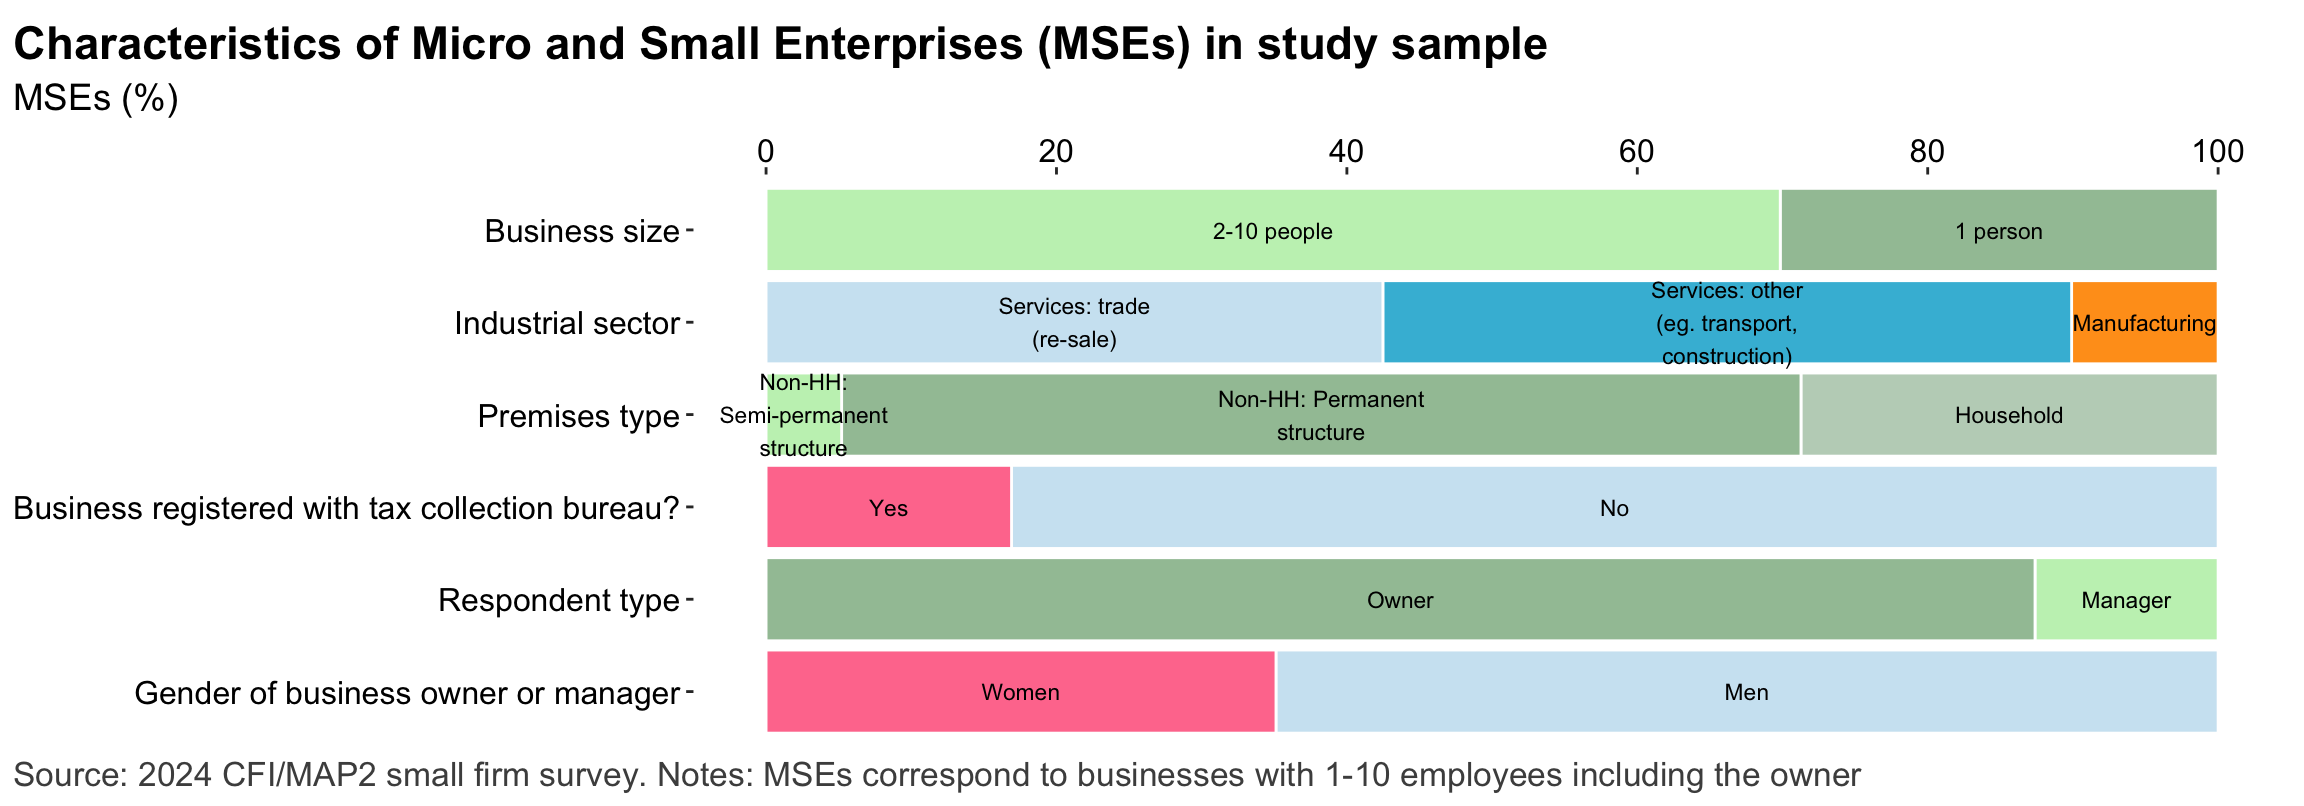 Characteristics of Micro and Small Enterprises (MSEs) in study sample
MSEs (%)
0 20 40 60 80 100
Business size
2-10 people
1 person
Industrial sector
Services: trade
(re-sale)
Services: other
(eg. transport,
construction)
Manufacturing
Premises type
Non-HH:
Semi-permanent
structure
Non-HH: Permanent
structure
Household
Business registered with tax collection bureau?
Yes
No
Respondent type
Owner
Manager
Gender of business owner or manager
Women
Men
Source: 2024 CFI/MAP2 small firm survey. Notes: MSEs correspond to businesses with 1-10 employees including the owner